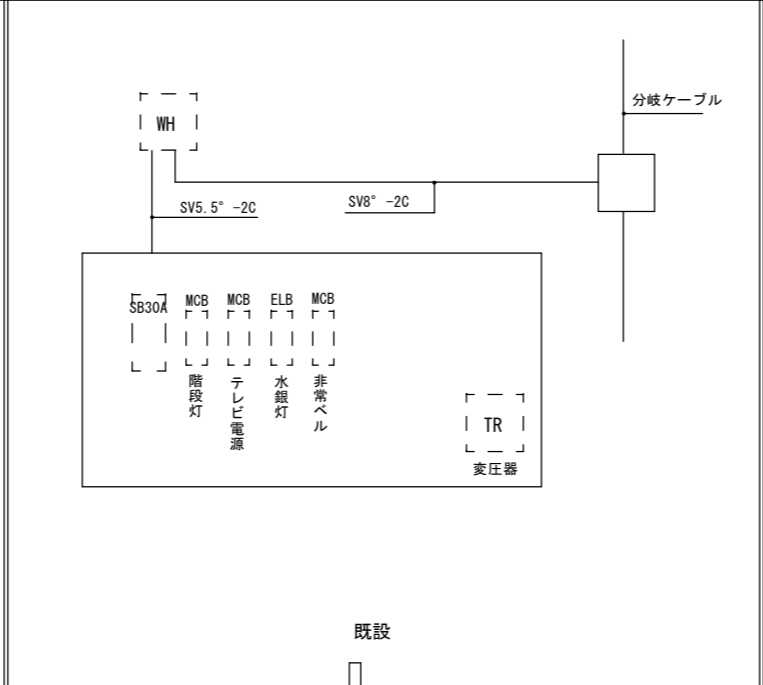 分岐ケーブル
WH
SV5.5°-2C
SV8°-2C
SB30A
MCB
MCB
ELB
MCB
階段灯
テレビ電源
水銀灯
非常ベル
TR
変圧器
既設